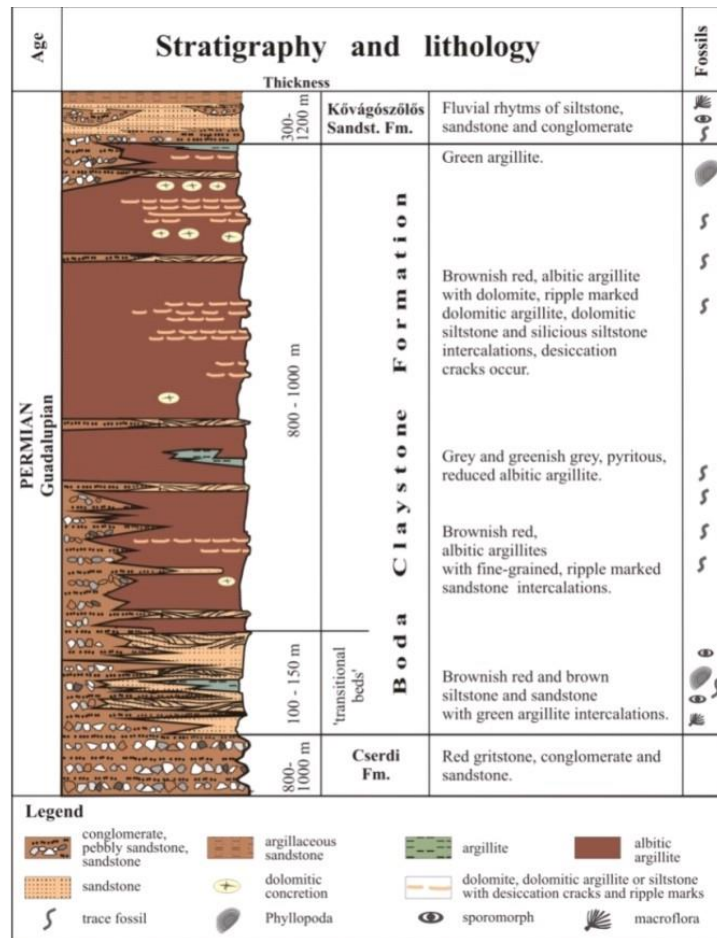 Age
Stratigraphy and lithology
Fossils
Thickness
300-
1200 m
Kővágószőlős
Sandst. Fm.
Fluvial rhytms of siltstone,
sandstone and conglomerate
PERMIAN
Guadalupian
800 - 1000 m
Boda Claystone Formation
Green argillite.
Brownish red, albitic argillite
with dolomite, ripple marked
dolomitic argillite, dolomitic
siltstone and silicious siltstone
intercalations, desiccation
cracks occur.
Grey and greenish grey, pyritous,
reduced albitic argillite.
Brownish red,
albitic argillites
with fine-grained, ripple marked
sandstone intercalations.
100 - 150 m
'transitional
beds'
Brownish red and brown
siltstone and sandstone
with green argillite intercalations.
800-
1000 m
Cserdi
Fm.
Red gritstone, conglomerate and
sandstone.
Legend
conglomerate,
pebbly sandstone,
sandstone
argillaceous
sandstone
argillite
albitic
argillite
sandstone
dolomitic
concretion
dolomite, dolomitic argillite or siltstone
with desiccation cracks and ripple marks
trace fossil
Phyllopoda
sporomorph
macroflora